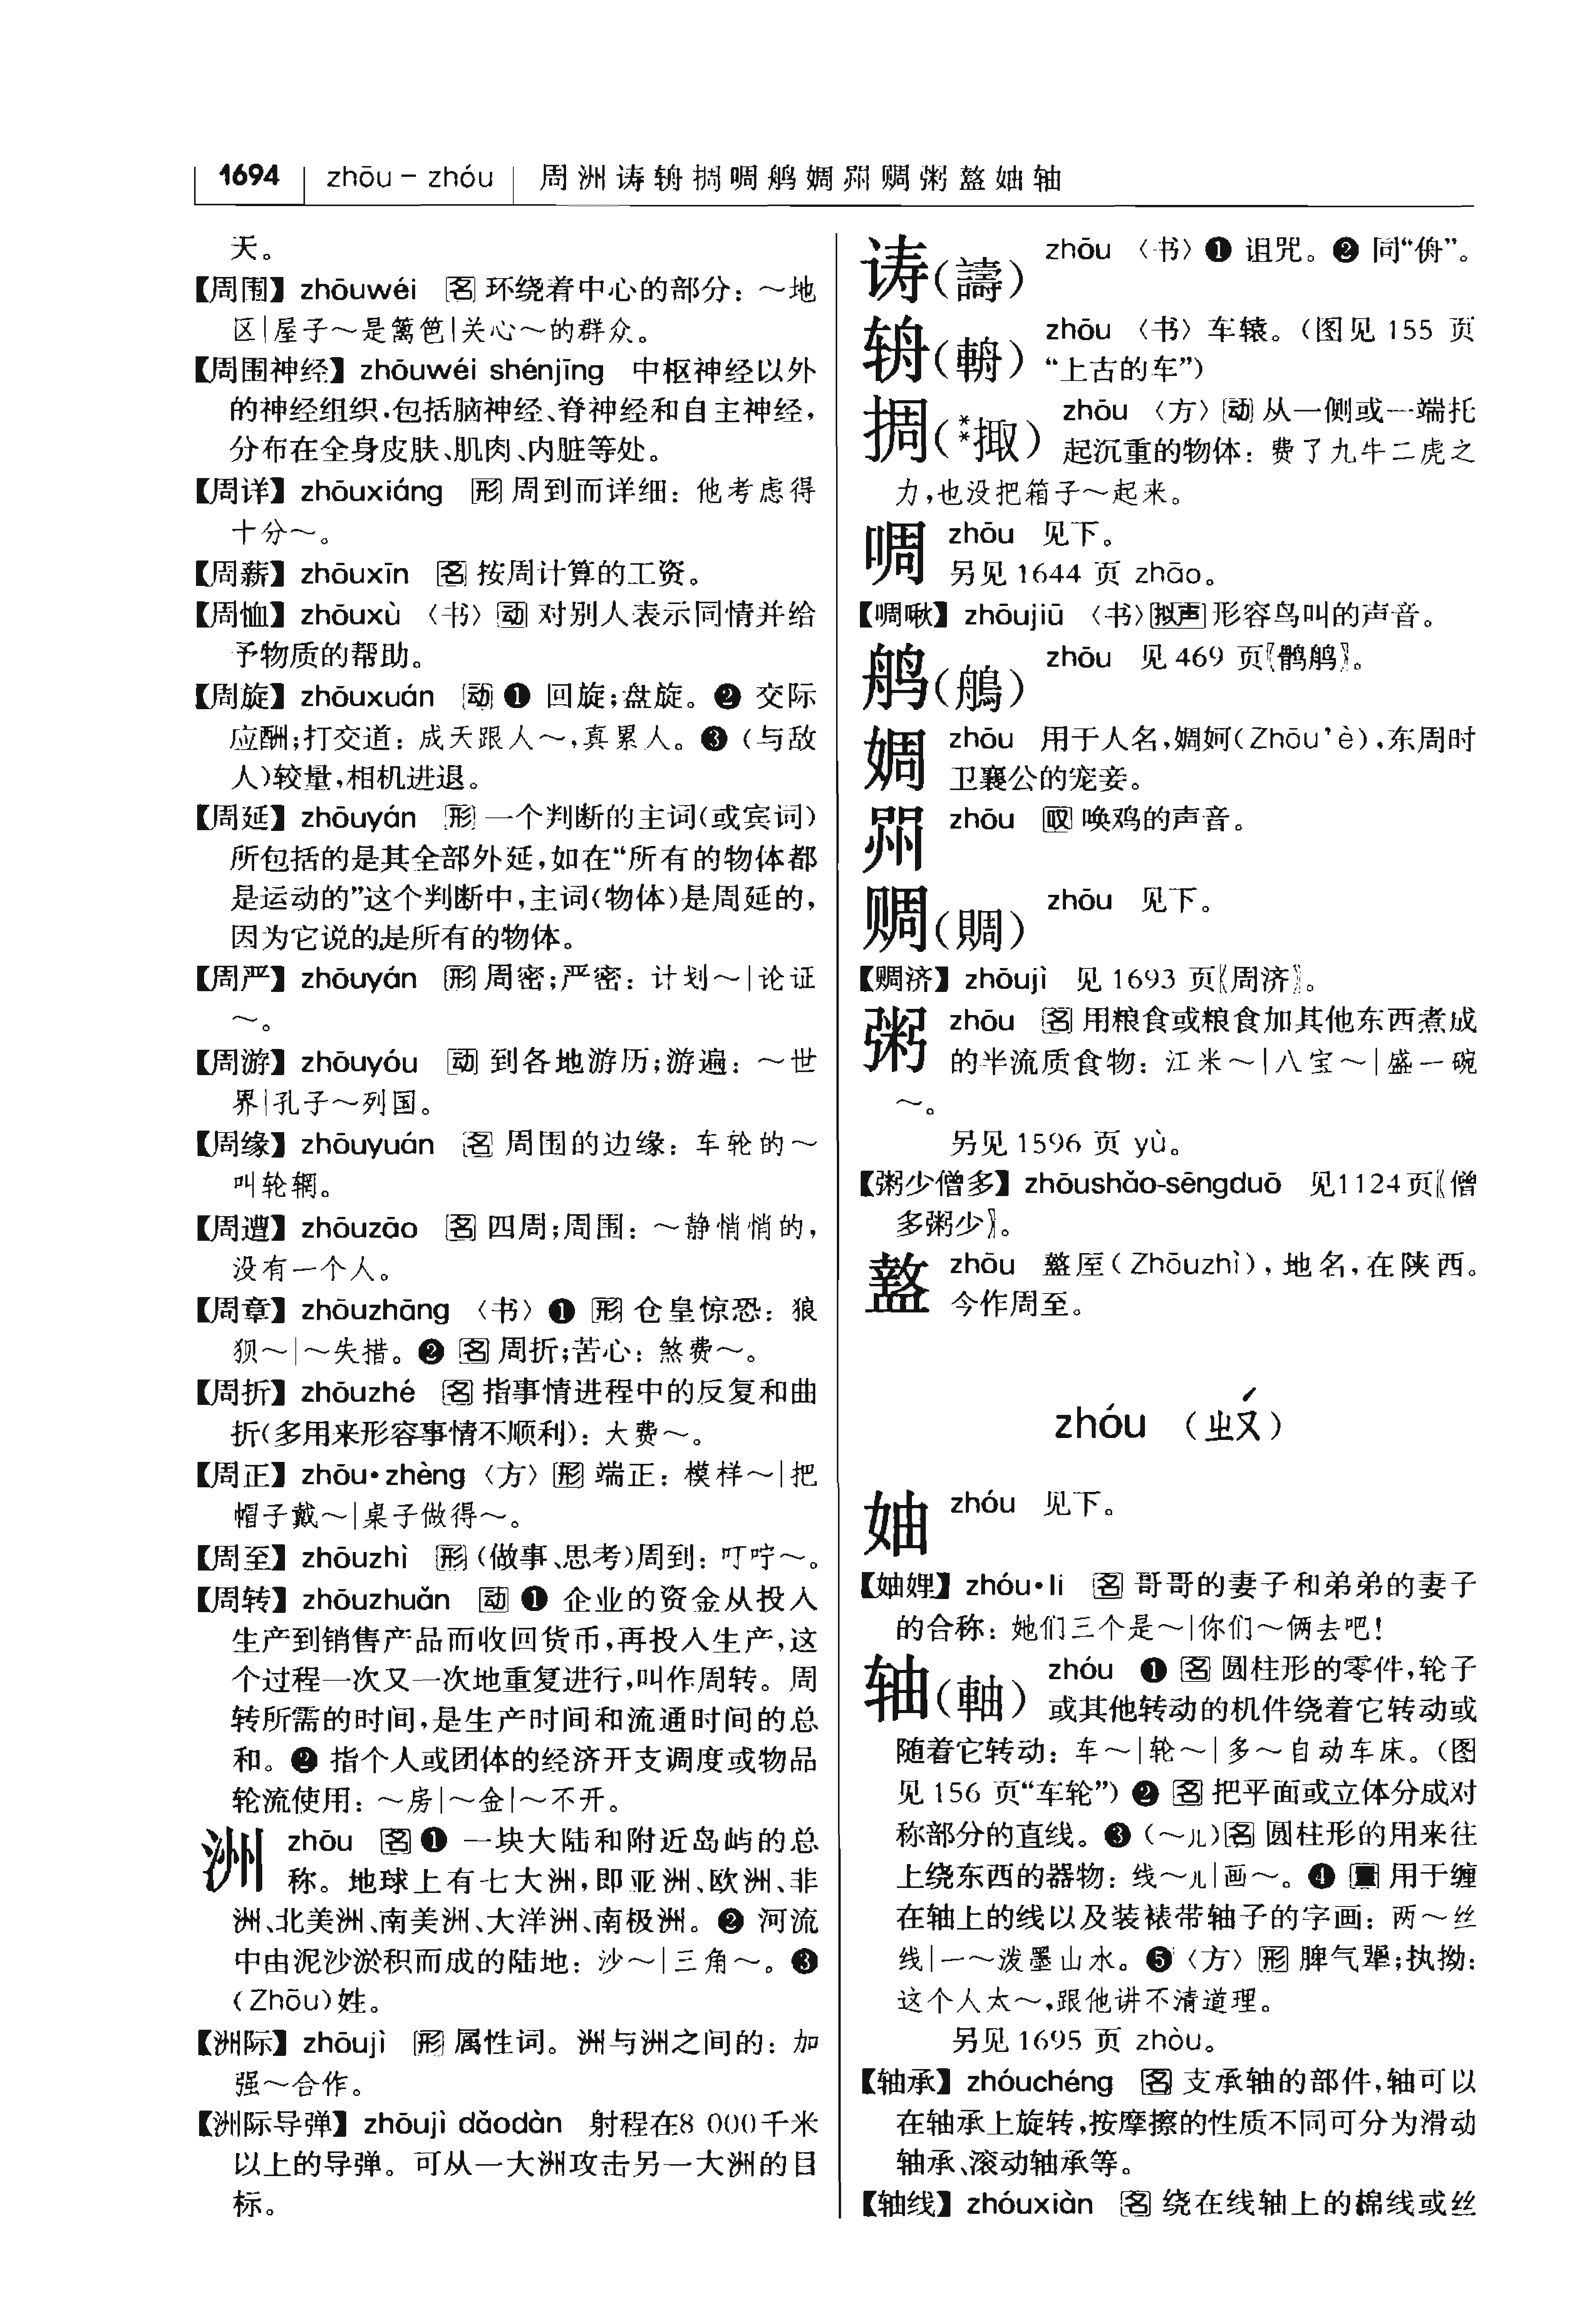 1694 zhōu – zhóu 周洲诪辀㨄啁鸼婤喌赒粥盩妯轴
天。
【周围】zhōuwéi 名 环绕着中心的部分：～地
区|屋子～是篱笆|关心～的群众。
【周围神经】zhōuwéi shénjīng 中枢神经以外
的神经组织,包括脑神经、脊神经和自主神经,
分布在全身皮肤、肌肉、内脏等处。
【周详】zhōuxiáng 形 周到而详细：他考虑得
十分～。
【周薪】zhōuxīn 名 按周计算的工资。
【周恤】zhōuxù 〈书〉动 对别人表示同情并给
予物质的帮助。
【周旋】zhōuxuán 动 ❶ 回旋;盘旋。❷ 交际
应酬;打交道：成天跟人～,真累人。❸（与敌
人）较量,相机进退。
【周延】zhōuyán 形 一个判断的主词（或宾词）
所包括的是其全部外延,如在“所有的物体都
是运动的”这个判断中,主词（物体）是周延的,
因为它说的是所有的物体。
【周严】zhōuyán 形 周密;严密：计划～|论证
～。
【周游】zhōuyóu 动 到各地游历;游遍：～世
界|孔子～列国。
【周缘】zhōuyuán 名 周围的边缘：车轮的～
叫轮辋。
【周遭】zhōuzāo 名 四周;周围：～静悄悄的,
没有一个人。
【周章】zhōuzhāng 〈书〉❶ 形 仓皇惊恐：狼
狈～|～失措。❷ 名 周折;苦心：煞费～。
【周折】zhōuzhé 名 指事情进程中的反复和曲
折（多用来形容事情不顺利）：大费～。
【周正】zhōu•zhèng 〈方〉形 端正：模样～|把
帽子戴～|桌子做得～。
【周至】zhōuzhì 形（做事、思考）周到：叮咛～。
【周转】zhōuzhuǎn 动 ❶ 企业的资金从投入
生产到销售产品而收回货币,再投入生产,这
个过程一次又一次地重复进行,叫作周转。周
转所需的时间,是生产时间和流通时间的总
和。❷ 指个人或团体的经济开支调度或物品
轮流使用：～房|～金|～不开。
洲 zhōu 名 ❶ 一块大陆和附近岛屿的总
称。地球上有七大洲,即亚洲、欧洲、非
洲、北美洲、南美洲、大洋洲、南极洲。❷ 河流
中由泥沙淤积而成的陆地：沙～|三角～。❸
（Zhōu）姓。
【洲际】zhōujì 形 属性词。洲与洲之间的：加
强～合作。
【洲际导弹】zhōujì dǎodàn 射程在8 000千米
以上的导弹。可从一大洲攻击另一大洲的目
标。
诪（譸） zhōu 〈书〉❶ 诅咒。❷ 同“侜”。
辀（輈） zhōu 〈书〉车辕。（图见 155 页
“上古的车”）
㨄（**掫） zhōu 〈方〉动 从一侧或一端托
起沉重的物体：费了九牛二虎之
力,也没把箱子～起来。
啁 zhōu 见下。
另见 1644 页 zhāo。
【啁啾】zhōujiū 〈书〉拟声 形容鸟叫的声音。
鸼（鵃） zhōu 见 469 页〖鹘鸼〗。
婤 zhōu 用于人名,婤姶（Zhōu’è）,东周时
卫襄公的宠妾。
喌 zhōu 叹 唤鸡的声音。
赒（賙） zhōu 见下。
【赒济】zhōujì 见 1693 页〖周济〗。
粥 zhōu 名 用粮食或粮食加其他东西煮成
的半流质食物：江米～|八宝～|盛一碗
～。
另见 1596 页 yù。
【粥少僧多】zhōushǎo-sēngduō 见1124页〖僧
多粥少〗。
盩 zhōu 盩厔（Zhōuzhì）,地名,在陕西。
今作周至。
zhóu （ㄓㄡˊ）
妯 zhóu 见下。
【妯娌】zhóu•li 名 哥哥的妻子和弟弟的妻子
的合称：她们三个是～|你们～俩去吧!
轴（軸） zhóu ❶ 名 圆柱形的零件,轮子
或其他转动的机件绕着它转动或
随着它转动：车～|轮～|多～自动车床。（图
见 156 页“车轮”）❷ 名 把平面或立体分成对
称部分的直线。❸（～儿）名 圆柱形的用来往
上绕东西的器物：线～儿|画～。❹ 量 用于缠
在轴上的线以及装裱带轴子的字画：两～丝
线|一～泼墨山水。❺〈方〉形 脾气犟;执拗：
这个人太～,跟他讲不清道理。
另见 1695 页 zhòu。
【轴承】zhóuchéng 名 支承轴的部件,轴可以
在轴承上旋转,按摩擦的性质不同可分为滑动
轴承、滚动轴承等。
【轴线】zhóuxiàn 名 绕在线轴上的棉线或丝